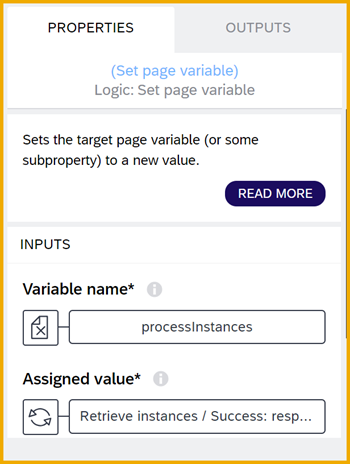 PROPERTIES
OUTPUTS
(Set page variable)
Logic: Set page variable
Sets the target page variable (or some
subproperty) to a new value.
READ MORE
INPUTS
Variable name*
processInstances
Assigned value*
Retrieve instances / Success: resp...